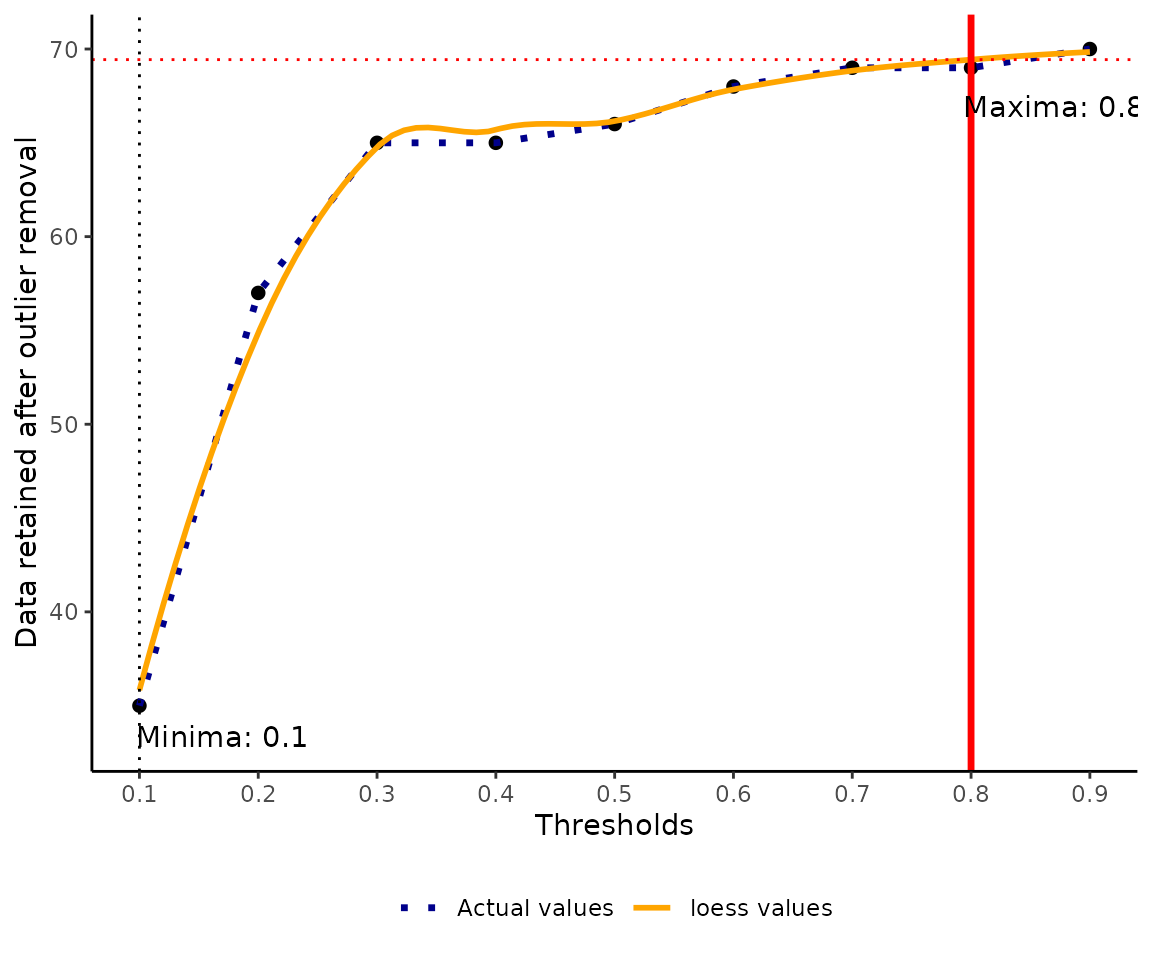 Data retained after outlier removal
70
60
50
40
Maxima: 0.8
Minima: 0.1
0.1 0.2 0.3 0.4 0.5 0.6 0.7 0.8 0.9
Thresholds
Actual values loess values